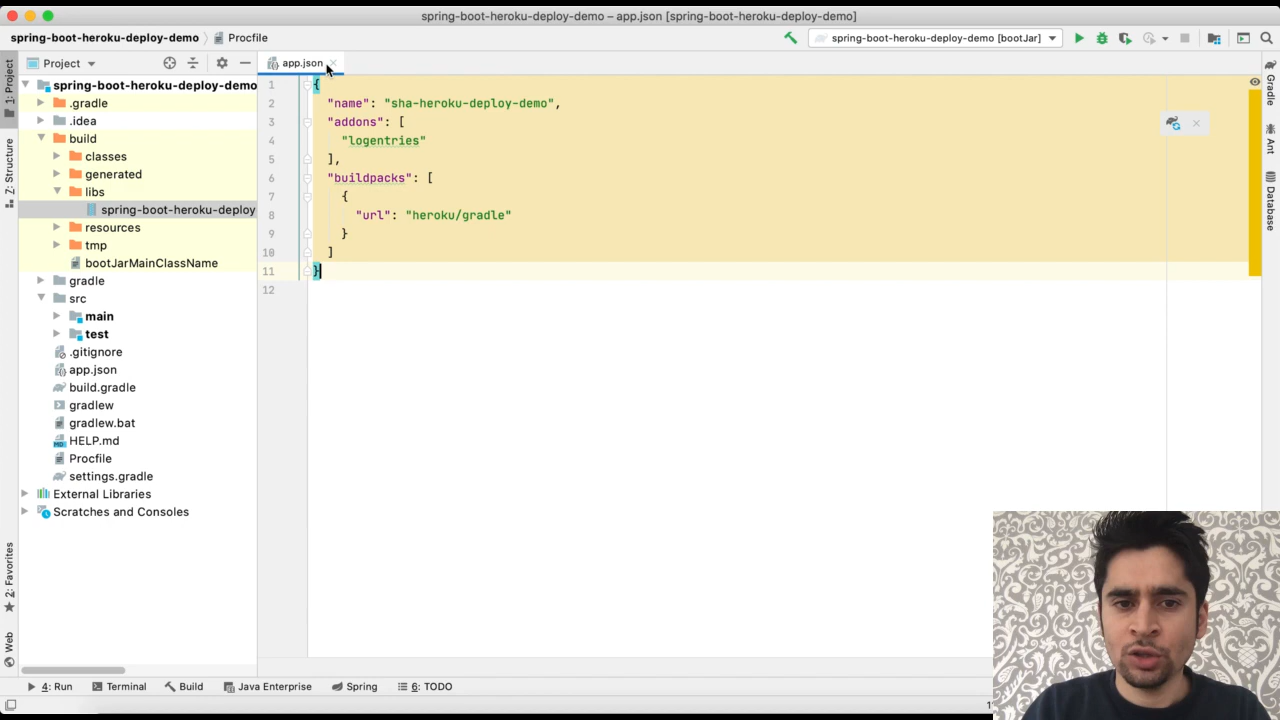 spring-boot-heroku-deploy-demo – app.json [spring-boot-heroku-deploy-demo]
spring-boot-heroku-deploy-demo Procfile
spring-boot-heroku-deploy-demo [bootJar]
Project
app.json
1: Project
Z: Structure
2: Favorites
Web
spring-boot-heroku-deploy-demo
.gradle
.idea
build
classes
generated
libs
spring-boot-heroku-deploy
resources
tmp
bootJarMainClassName
gradle
src
main
test
.gitignore
app.json
build.gradle
gradlew
gradlew.bat
HELP.md
Procfile
settings.gradle
External Libraries
Scratches and Consoles
1 {
2 "name": "sha-heroku-deploy-demo",
3 "addons": [
4 "logentries"
5 ],
6 "buildpacks": [
7 {
8 "url": "heroku/gradle"
9 }
10 ]
11 }
12
Gradle
Ant
Database
4: Run
Terminal
Build
Java Enterprise
Spring
6: TODO